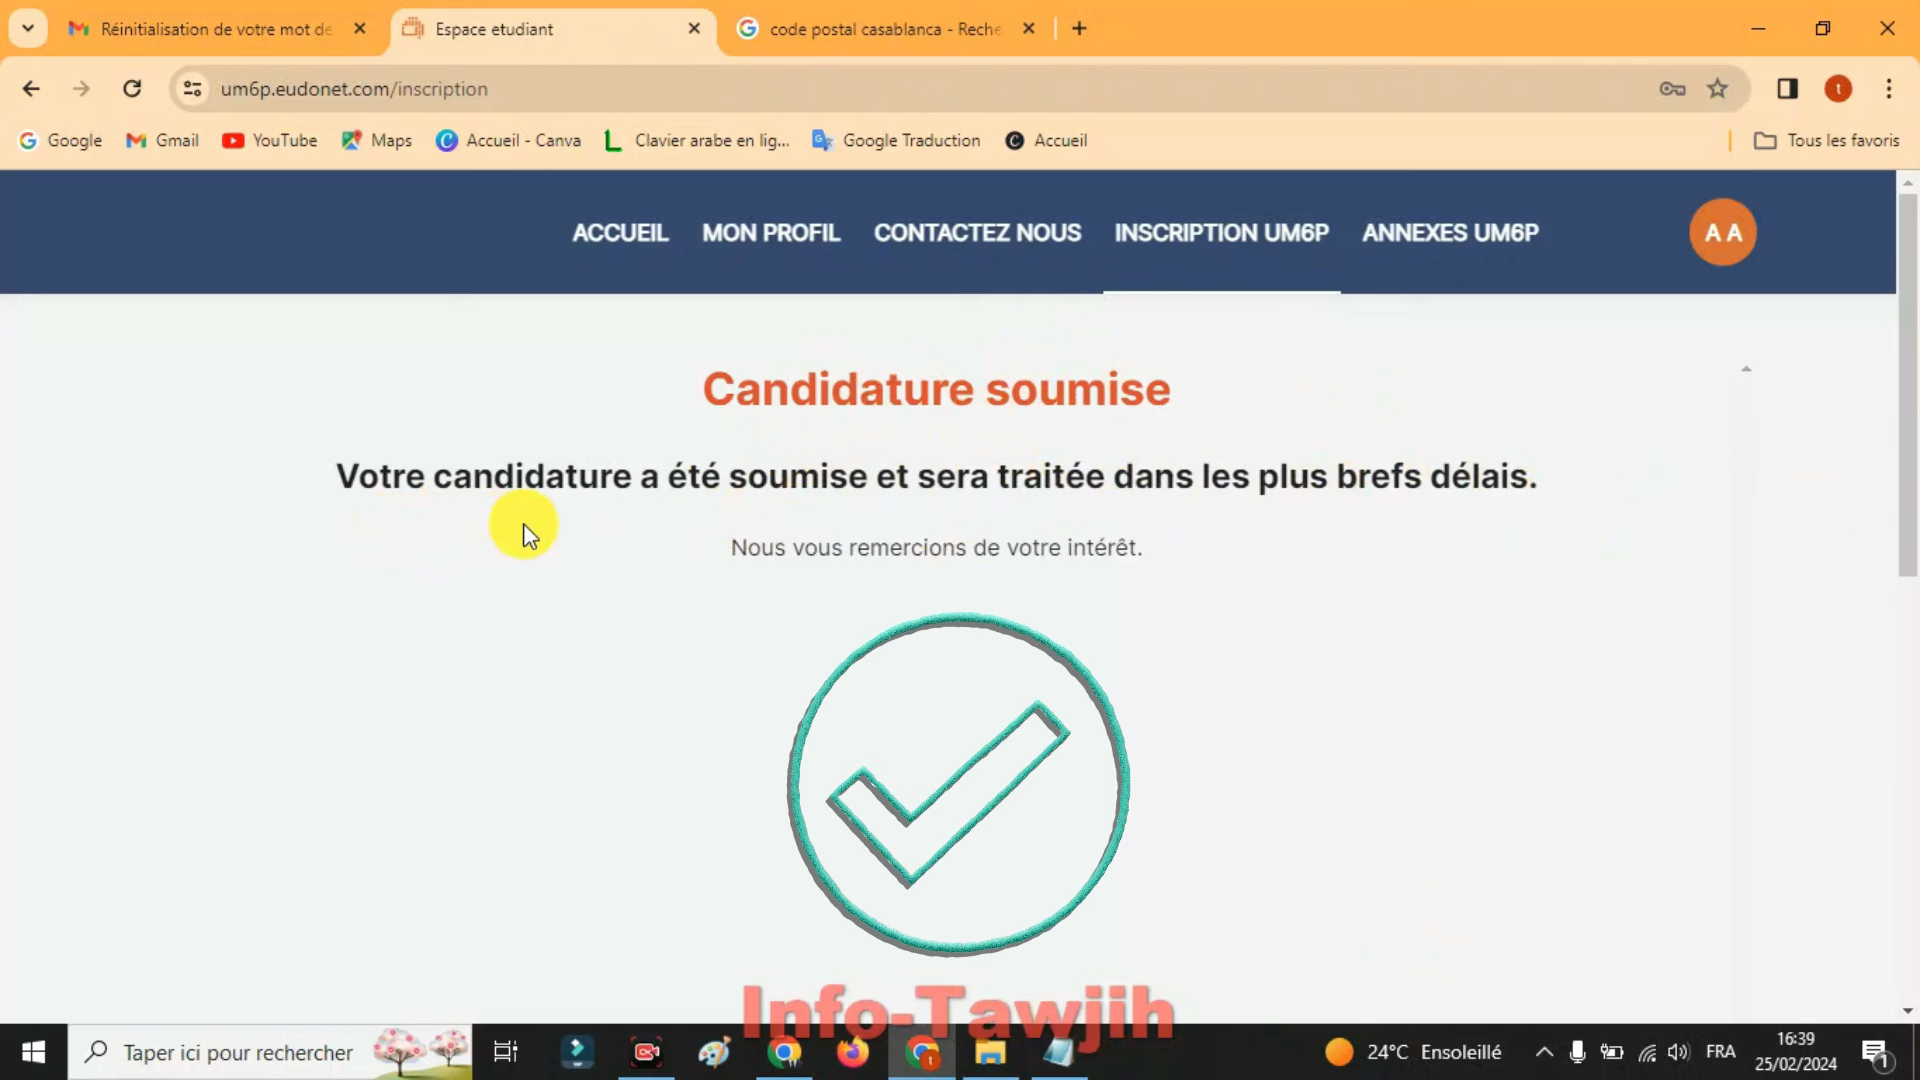 Réinitialisation de votre mot de
Espace etudiant
code postal casablanca - Reche
um6p.eudonet.com/inscription
t
Google
Gmail
YouTube
Maps
Accueil - Canva
Clavier arabe en lig...
Google Traduction
Accueil
Tous les favoris
ACCUEIL
MON PROFIL
CONTACTEZ NOUS
INSCRIPTION UM6P
ANNEXES UM6P
A A
Candidature soumise
Votre candidature a été soumise et sera traitée dans les plus brefs délais.
Nous vous remercions de votre intérêt.
Info-Tawjih
Taper ici pour rechercher
t
24°C Ensoleillé
FRA
16:39
25/02/2024
1